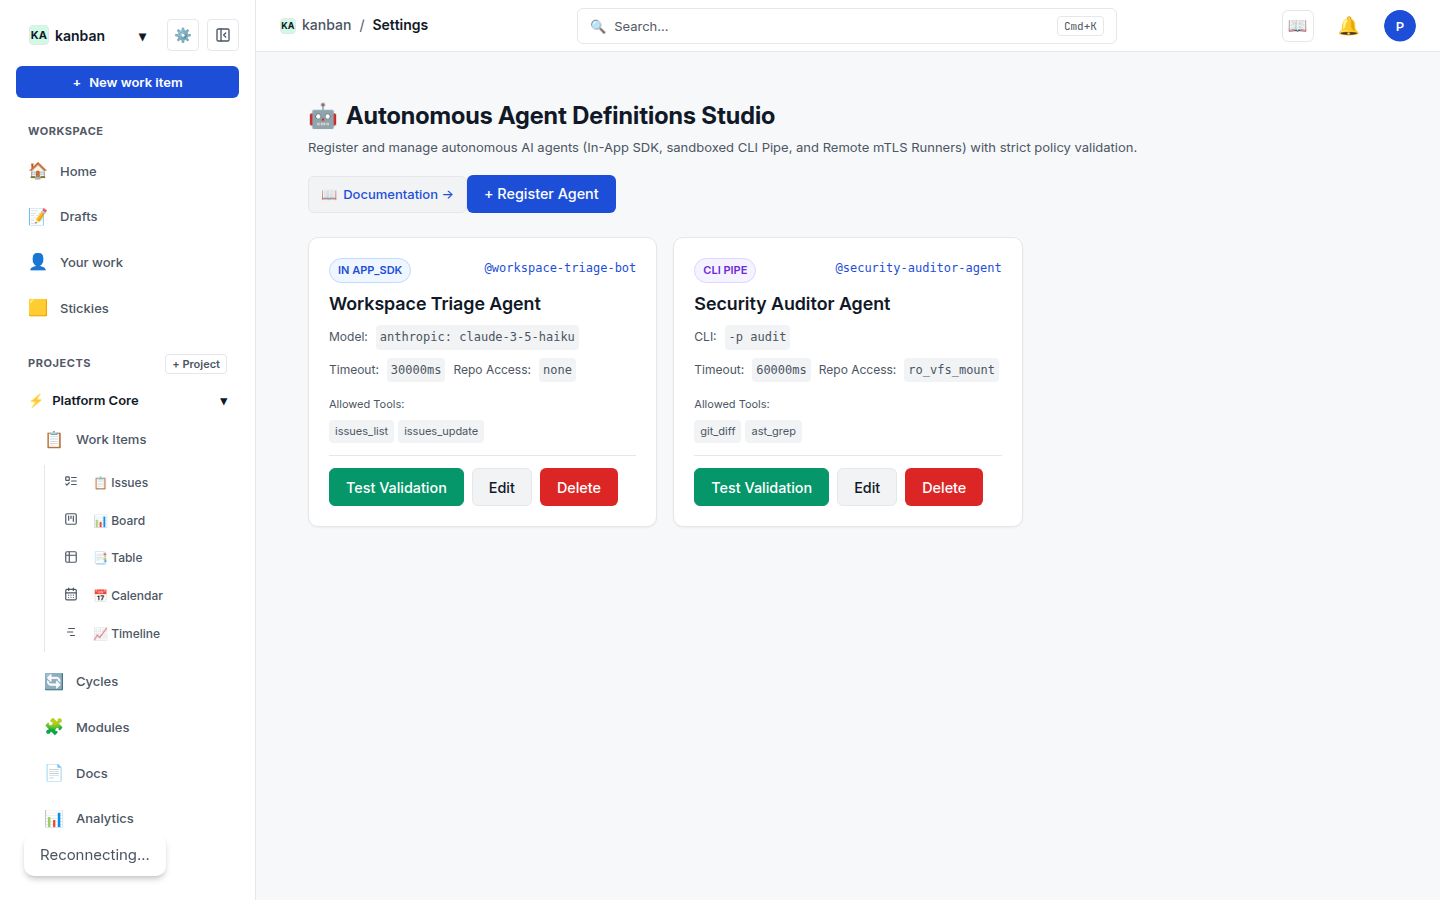 KA kanban ▾
+ New work item
WORKSPACE
Home
Drafts
Your work
Stickies
PROJECTS + Project
Platform Core ▾
Work Items
Issues
Board
Table
Calendar
Timeline
Cycles
Modules
Docs
Analytics
Reconnecting...
KA kanban / Settings
Search... Cmd+K
P
Autonomous Agent Definitions Studio
Register and manage autonomous AI agents (In-App SDK, sandboxed CLI Pipe, and Remote mTLS Runners) with strict policy validation.
Documentation → + Register Agent
IN APP_SDK @workspace-triage-bot
Workspace Triage Agent
Model: anthropic: claude-3-5-haiku
Timeout: 30000ms Repo Access: none
Allowed Tools:
issues_list issues_update
Test Validation Edit Delete
CLI PIPE @security-auditor-agent
Security Auditor Agent
CLI: -p audit
Timeout: 60000ms Repo Access: ro_vfs_mount
Allowed Tools:
git_diff ast_grep
Test Validation Edit Delete